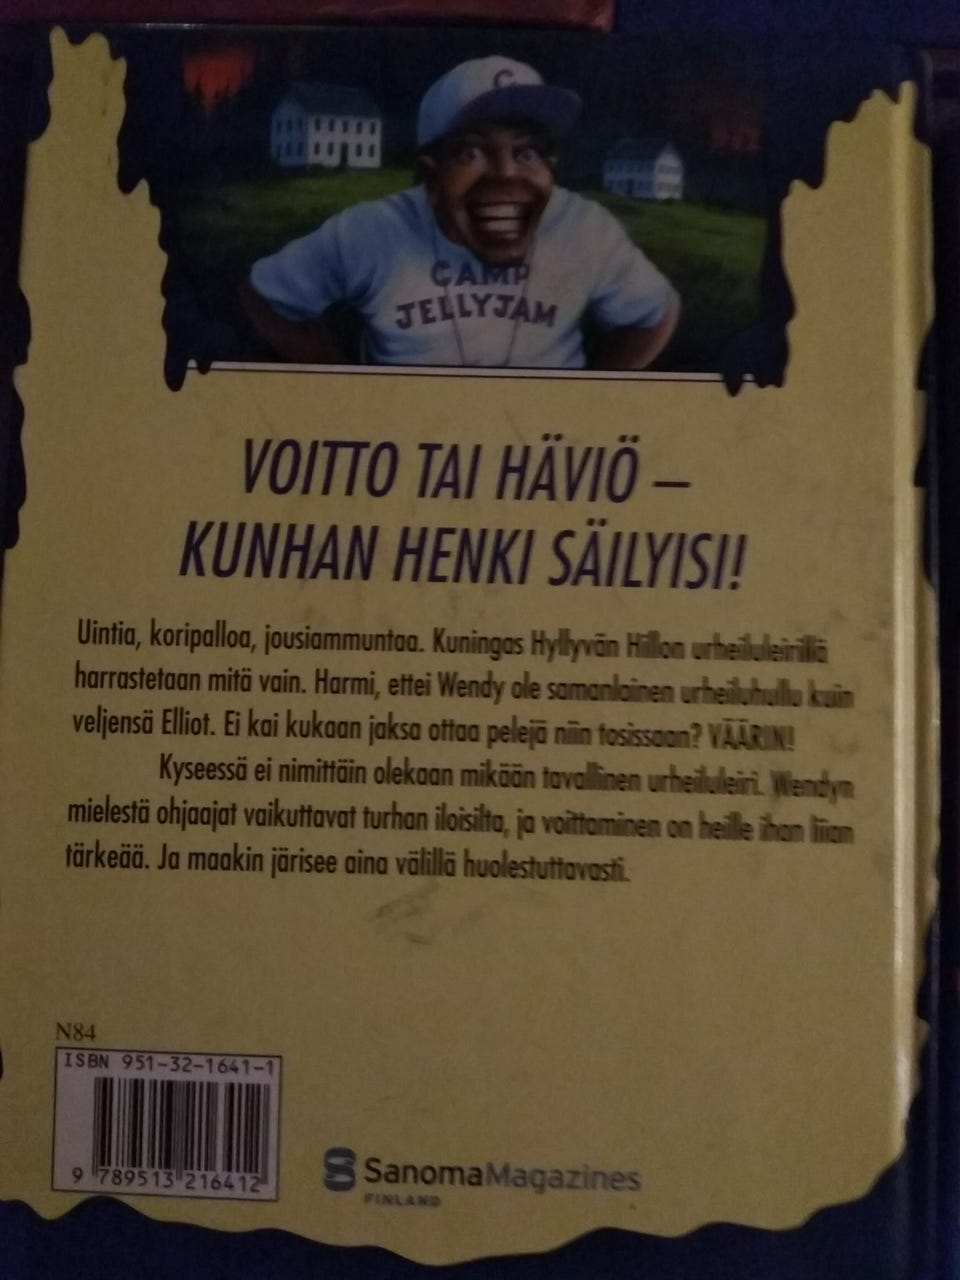 C
CAMP
JELLYJAM
VOITTO TAI HÄVIÖ –
KUNHAN HENKI SÄILYISI!
Uintia, koripalloa, jousiammuntaa. Kuningas Hyllyvän Hillon urheiluleirillä
harrastetaan mitä vain. Harmi, ettei Wendy ole samanlainen urheiluhullu kuin
veljensä Elliot. Ei kai kukaan jaksa ottaa pelejä niin tosissaan? VÄÄRIN!
Kyseessä ei nimittäin olekaan mikään tavallinen urheiluleiri. Wendyn
mielestä ohjaajat vaikuttavat turhan iloisilta, ja voittaminen on heille ihan liian
tärkeää. Ja maakin järisee aina välillä huolestuttavasti.
N84
ISBN 951-32-1641-1
9 789513 216412
SanomaMagazines
FINLAND